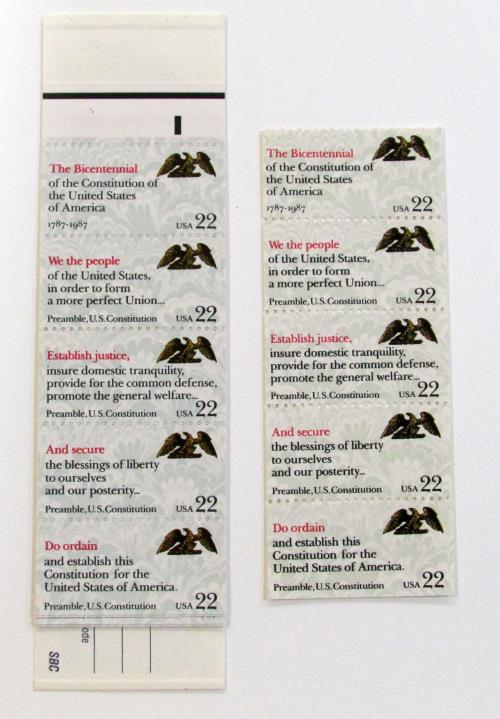 The Bicentennial
of the Constitution of
the United States
of America
1787-1987 USA 22
We the people
of the United States,
in order to form
a more perfect Union...
Preamble, U.S. Constitution USA 22
Establish justice,
insure domestic tranquility,
provide for the common defense,
promote the general welfare...
Preamble, U.S. Constitution USA 22
And secure
the blessings of liberty
to ourselves
and our posterity...
Preamble, U.S. Constitution USA 22
Do ordain
and establish this
Constitution for the
United States of America.
Preamble, U.S. Constitution USA 22
ode
SBC
The Bicentennial
of the Constitution of
the United States
of America
1787-1987 USA 22
We the people
of the United States,
in order to form
a more perfect Union...
Preamble, U.S. Constitution USA 22
Establish justice,
insure domestic tranquility,
provide for the common defense,
promote the general welfare...
Preamble, U.S. Constitution USA 22
And secure
the blessings of liberty
to ourselves
and our posterity...
Preamble, U.S. Constitution USA 22
Do ordain
and establish this
Constitution for the
United States of America.
Preamble, U.S. Constitution USA 22